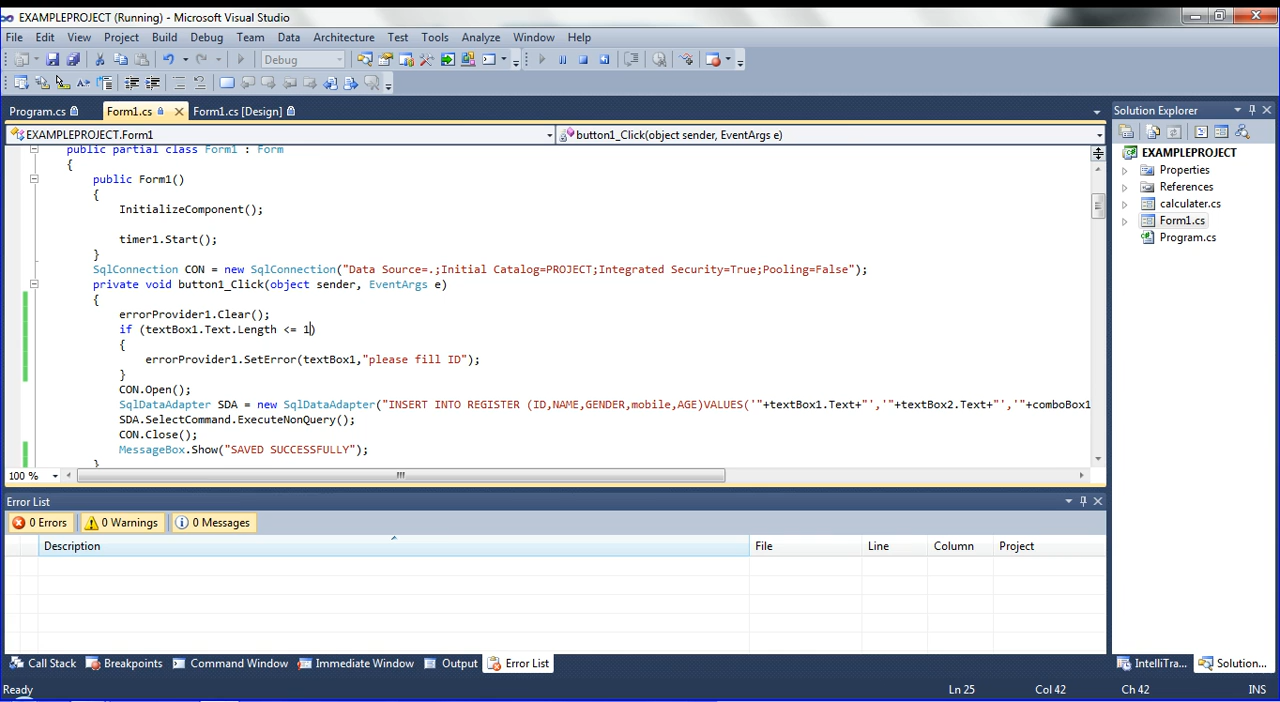 EXAMPLEPROJECT (Running) - Microsoft Visual Studio
File Edit View Project Build Debug Team Data Architecture Test Tools Analyze Window Help
Debug
Program.cs Form1.cs Form1.cs [Design]
Solution Explorer
EXAMPLEPROJECT.Form1 button1_Click(object sender, EventArgs e)
EXAMPLEPROJECT
Properties
References
calculater.cs
Form1.cs
Program.cs
public partial class Form1 : Form
{
public Form1()
{
InitializeComponent();
timer1.Start();
}
SqlConnection CON = new SqlConnection("Data Source=.;Initial Catalog=PROJECT;Integrated Security=True;Pooling=False");
private void button1_Click(object sender, EventArgs e)
{
errorProvider1.Clear();
if (textBox1.Text.Length <= 1)
{
errorProvider1.SetError(textBox1,"please fill ID");
}
CON.Open();
SqlDataAdapter SDA = new SqlDataAdapter("INSERT INTO REGISTER (ID,NAME,GENDER,mobile,AGE)VALUES('"+textBox1.Text+"','"+textBox2.Text+"','"+comboBox1
SDA.SelectCommand.ExecuteNonQuery();
CON.Close();
MessageBox.Show("SAVED SUCCESSFULLY");
}
100 %
Error List
0 Errors 0 Warnings 0 Messages
Description File Line Column Project
Call Stack Breakpoints Command Window Immediate Window Output Error List
IntelliTra... Solution...
Ready Ln 25 Col 42 Ch 42 INS